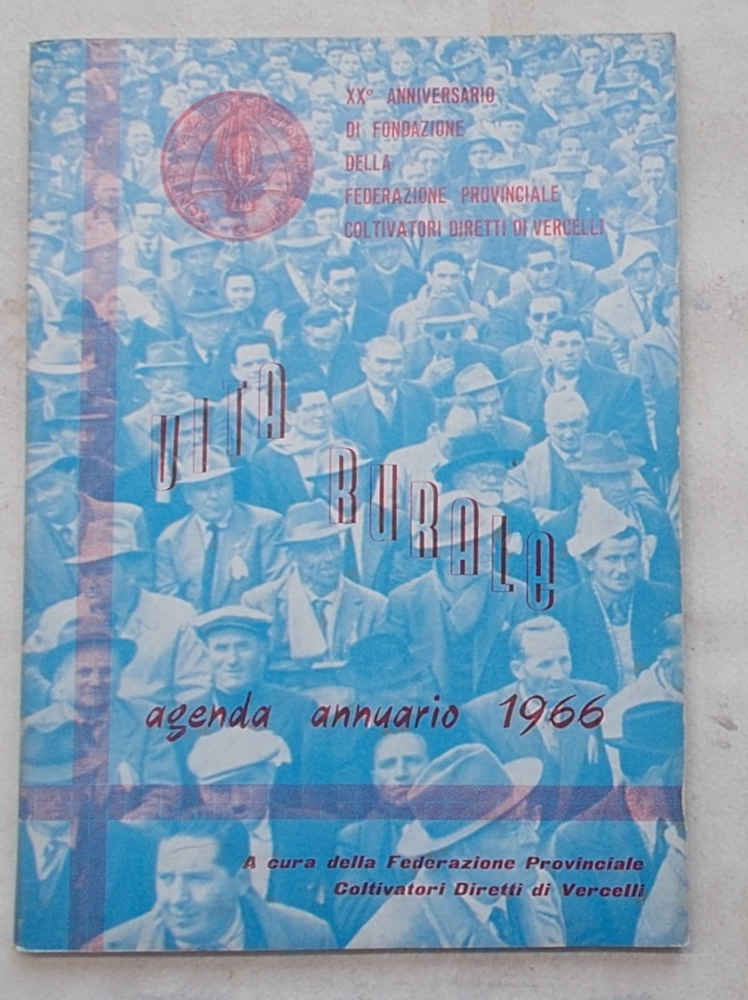 XX° ANNIVERSARIO
DI FONDAZIONE
DELLA
FEDERAZIONE PROVINCIALE
COLTIVATORI DIRETTI DI VERCELLI
VITA
RURALE
agenda annuario 1966
A cura della Federazione Provinciale
Coltivatori Diretti di Vercelli